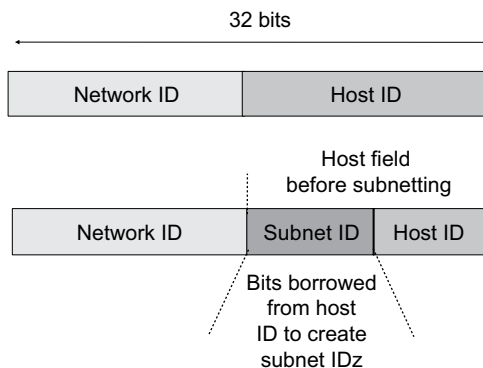 32 bits
Network ID Host ID
Host field
before subnetting
Network ID Subnet ID Host ID
Bits borrowed
from host
ID to create
subnet IDz